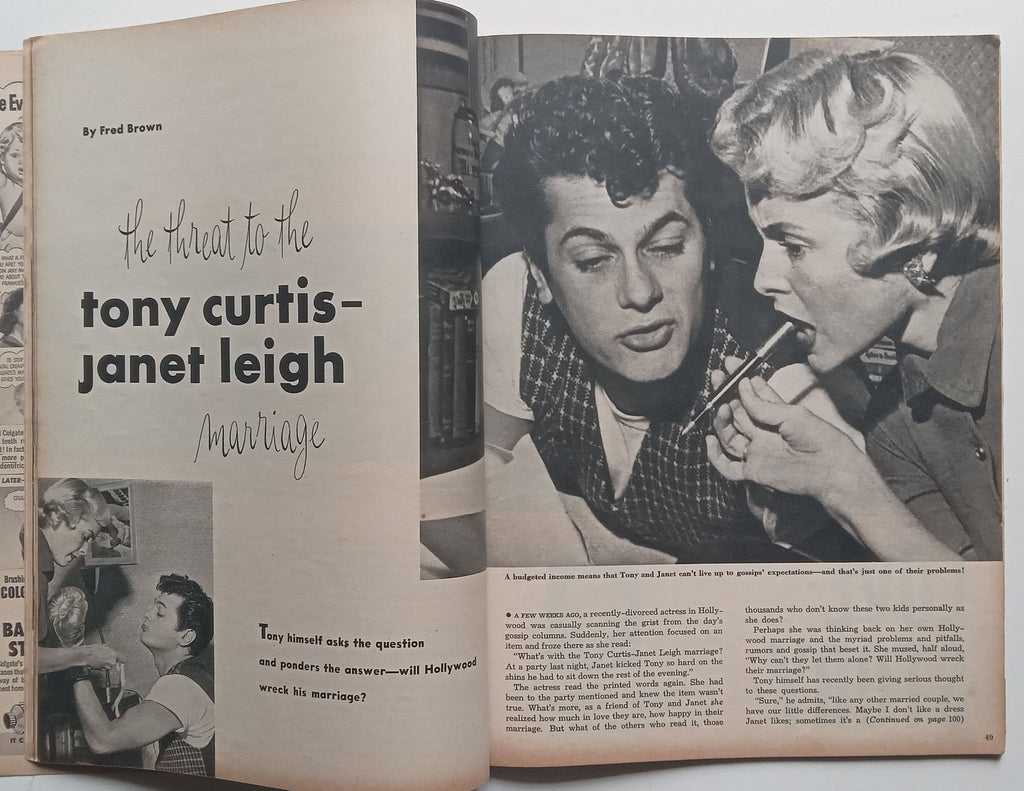 By Fred Brown
the threat to the
tony curtis-
janet leigh
marriage
Tony himself asks the question
and ponders the answer—will Hollywood
wreck his marriage?
A budgeted income means that Tony and Janet can't live up to gossips' expectations—and that's just one of their problems!
● A FEW WEEKS AGO, a recently-divorced actress in Holly-
wood was casually scanning the grist from the day's
gossip columns. Suddenly, her attention focused on an
item and froze there as she read:
"What's with the Tony Curtis-Janet Leigh marriage?
At a party last night, Janet kicked Tony so hard on the
shins he had to sit down the rest of the evening."
The actress read the printed words again. She had
been to the party mentioned and knew the item wasn't
true. What's more, as a friend of Tony and Janet she
realized how much in love they are, how happy in their
marriage. But what of the others who read it, those
thousands who don't know these two kids personally as
she does?
Perhaps she was thinking back on her own Holly-
wood marriage and the myriad problems and pitfalls,
rumors and gossip that beset it. She mused, half aloud,
"Why can't they let them alone? Will Hollywood wreck
their marriage?"
Tony himself has recently been giving serious thought
to these questions.
"Sure," he admits, "like any other married couple, we
have our little differences. Maybe I don't like a dress
Janet likes; sometimes it's a (Continued on page 100)
49
e Ev
LATER-
Brushi
COLG
BA
ST